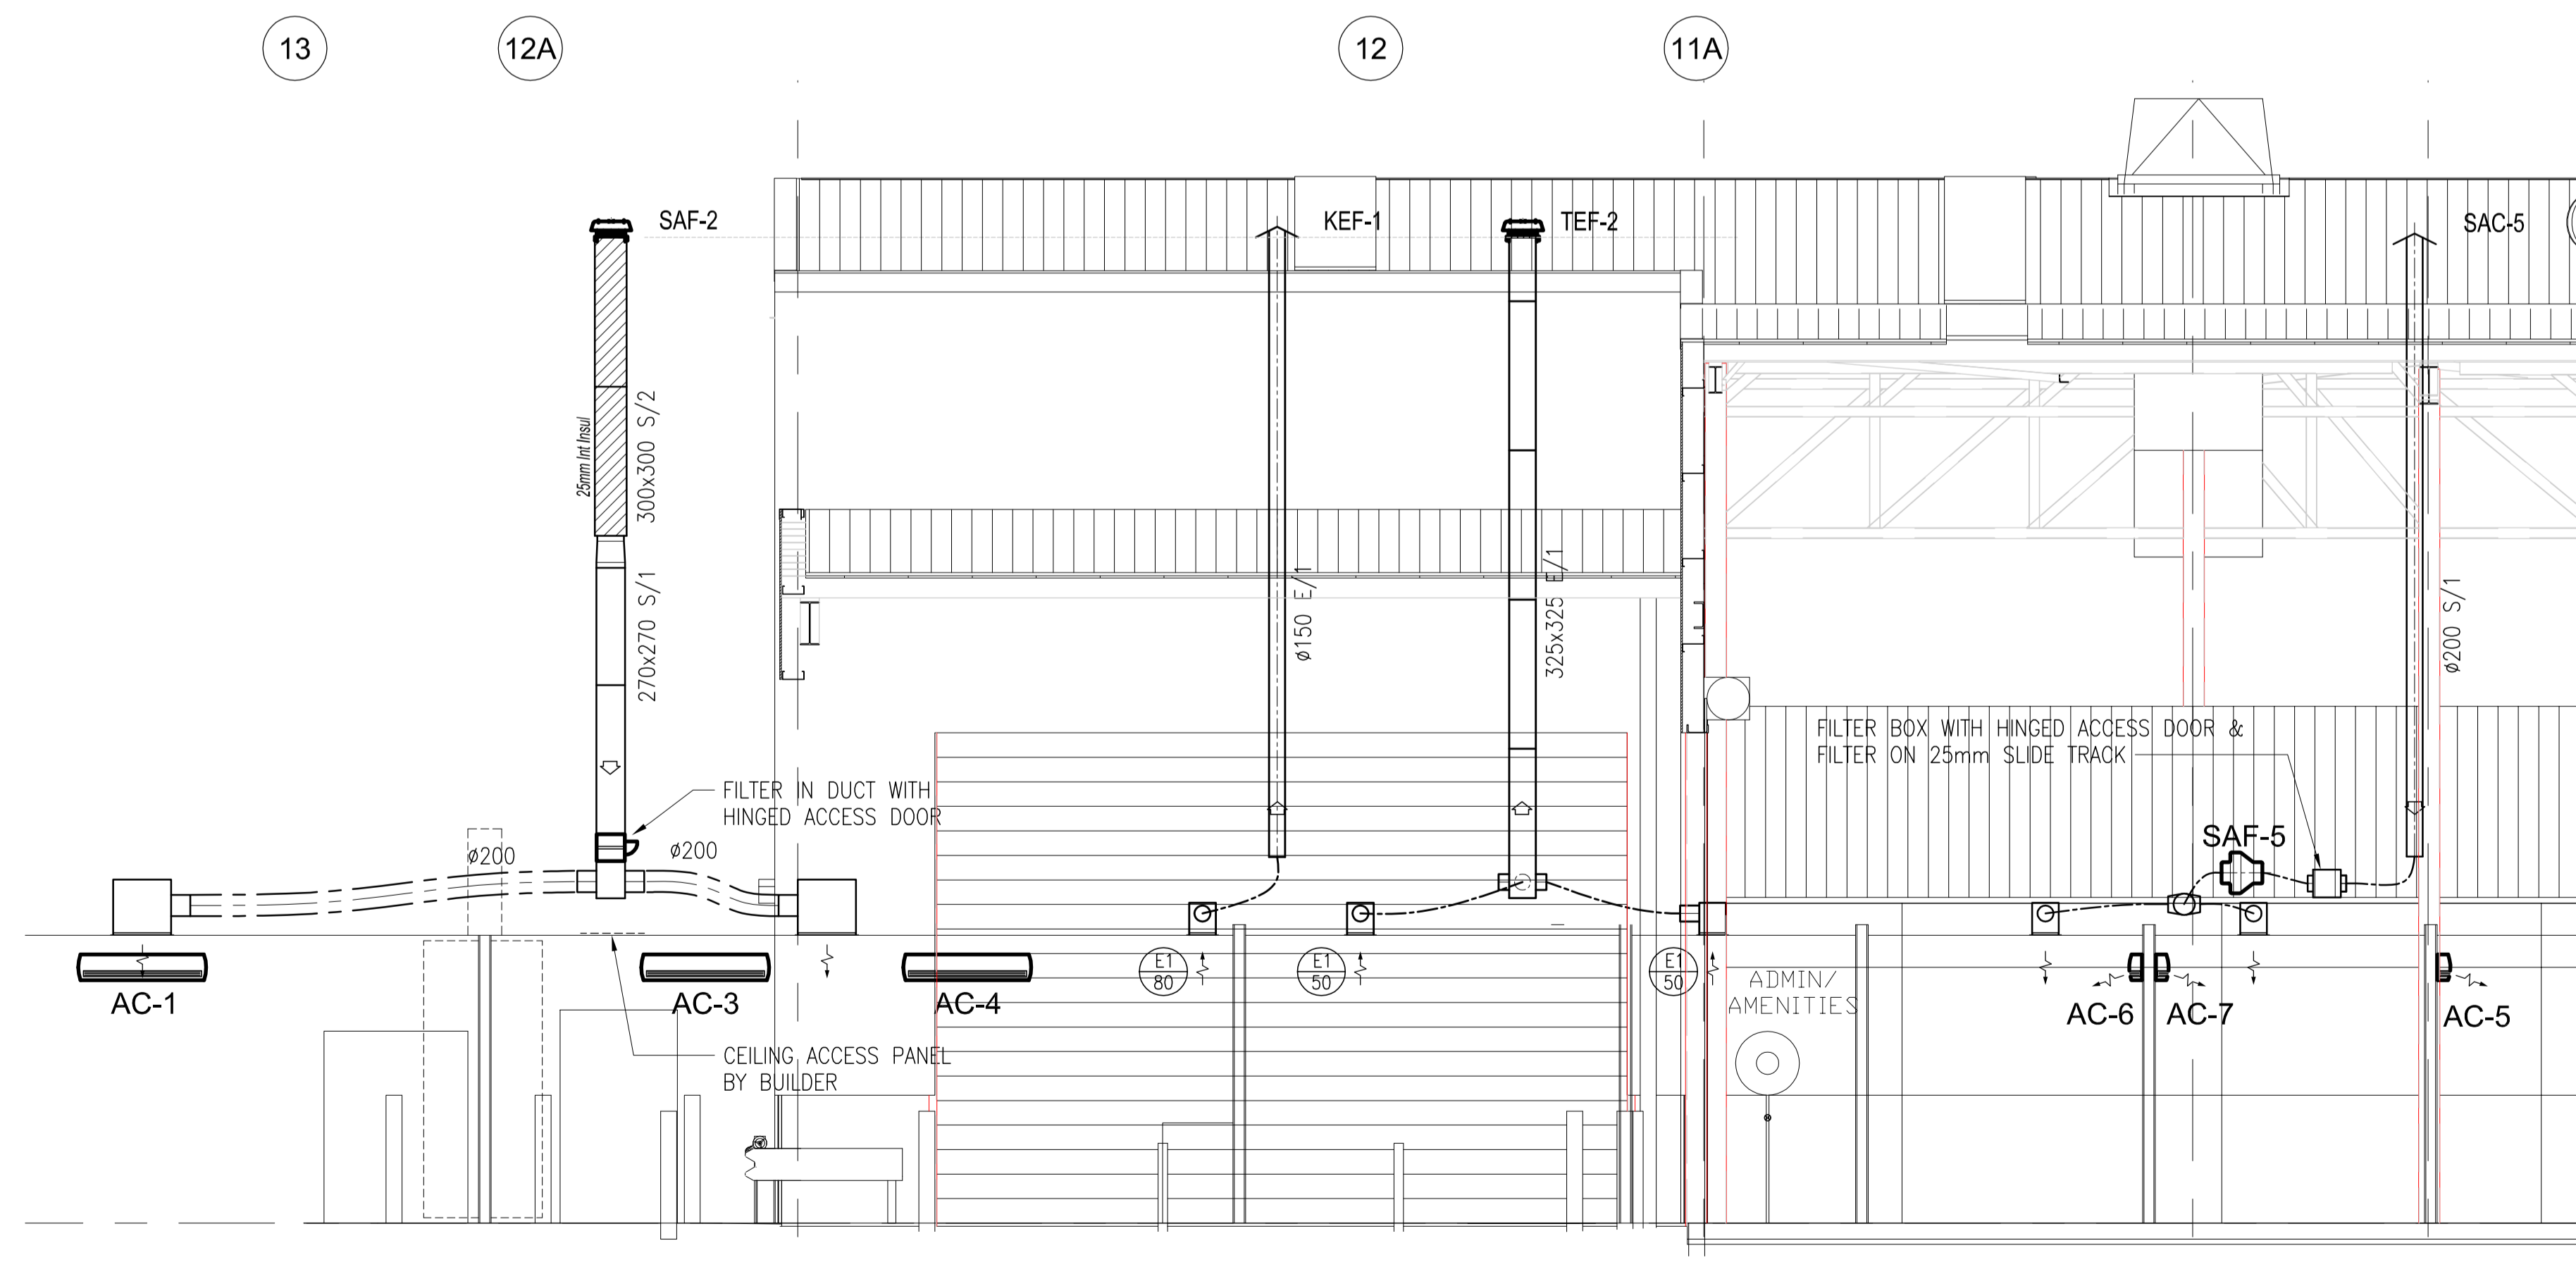 13
12A
12
11A
SAF-2
KEF-1
TEF-2
SAC-5
25mm Int Insul
300x300 S/2
270x270 S/1
ø150 E/1
325x325 E/1
ø200 S/1
FILTER IN DUCT WITH
HINGED ACCESS DOOR
FILTER BOX WITH HINGED ACCESS DOOR &
FILTER ON 25mm SLIDE TRACK
SAF-5
ø200
ø200
E1
80
E1
50
E1
50
ADMIN/
AMENITIES
AC-1
AC-3
AC-4
AC-6
AC-7
AC-5
CEILING ACCESS PANEL
BY BUILDER